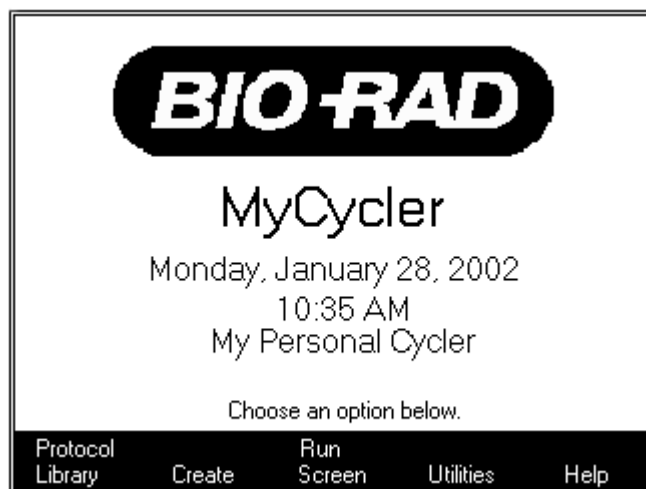 BIO-RAD
MyCycler
Monday, January 28, 2002
10:35 AM
My Personal Cycler
Choose an option below.
Protocol Library
Create
Run Screen
Utilities
Help